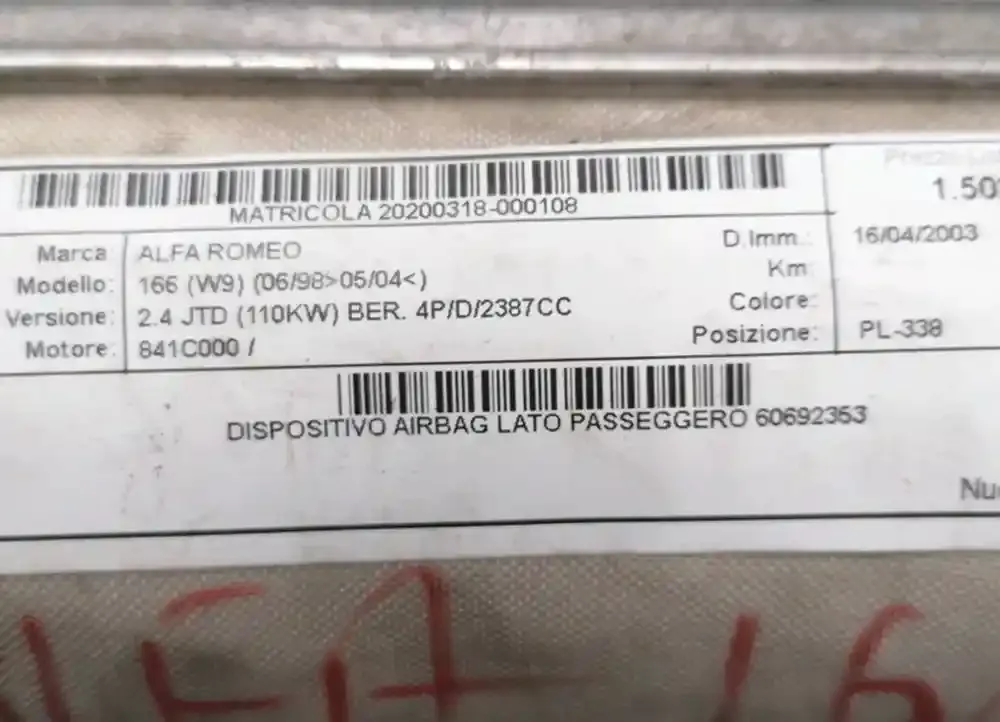 MATRICOLA 20200318-000108
1.50
Marca ALFA ROMEO
D.Imm.: 16/04/2003
Modello: 166 (W9) (06/98>05/04<)
Km
Versione: 2.4 JTD (110KW) BER. 4P/D/2387CC
Colore:
Motore: 841C000 /
Posizione: PL-338
DISPOSITIVO AIRBAG LATO PASSEGGERO 60692353